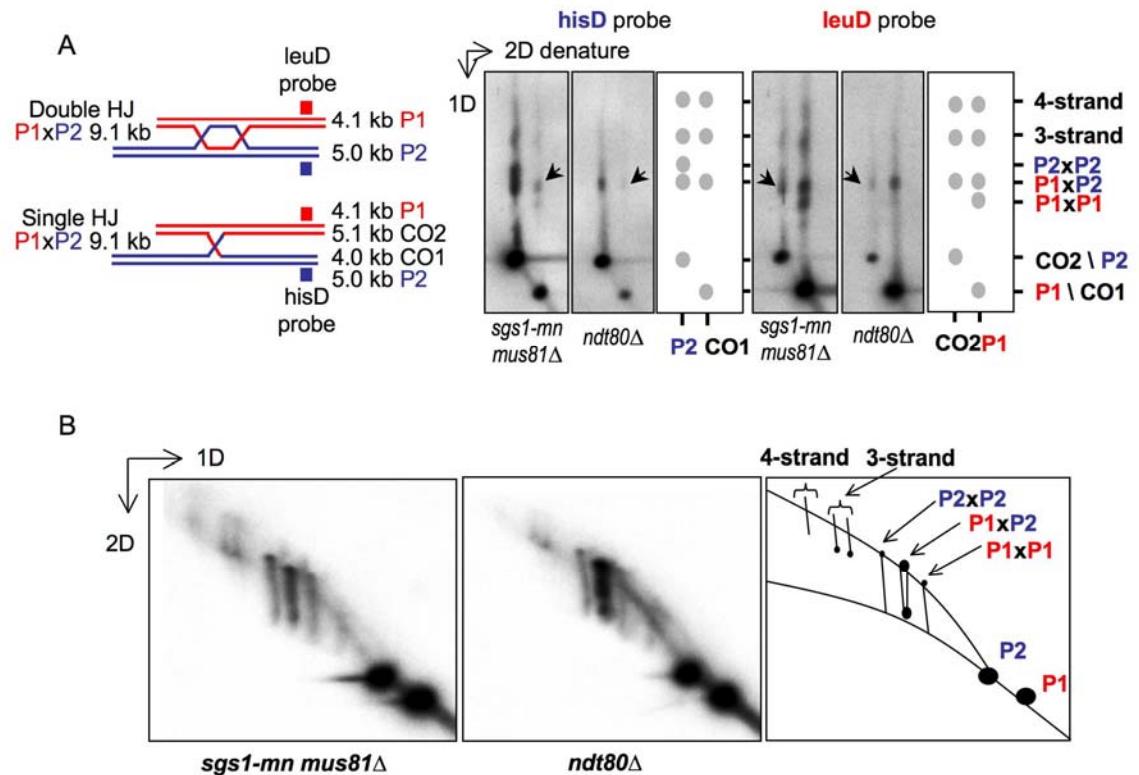 A
leuD
probe
Double HJ
P1xP2 9.1 kb
4.1 kb P1
5.0 kb P2
Single HJ
P1xP2 9.1 kb
4.1 kb P1
5.1 kb CO2
4.0 kb CO1
5.0 kb P2
hisD
probe
hisD probe
leuD probe
2D denature
1D
4-strand
3-strand
P2xP2
P1xP2
P1xP1
CO2 \ P2
P1 \ CO1
sgs1-mn
mus81Δ
ndt80Δ
P2 CO1
sgs1-mn
mus81Δ
ndt80Δ
CO2P1
B
1D
2D
4-strand
3-strand
P2xP2
P1xP2
P1xP1
P2
P1
sgs1-mn mus81Δ
ndt80Δ